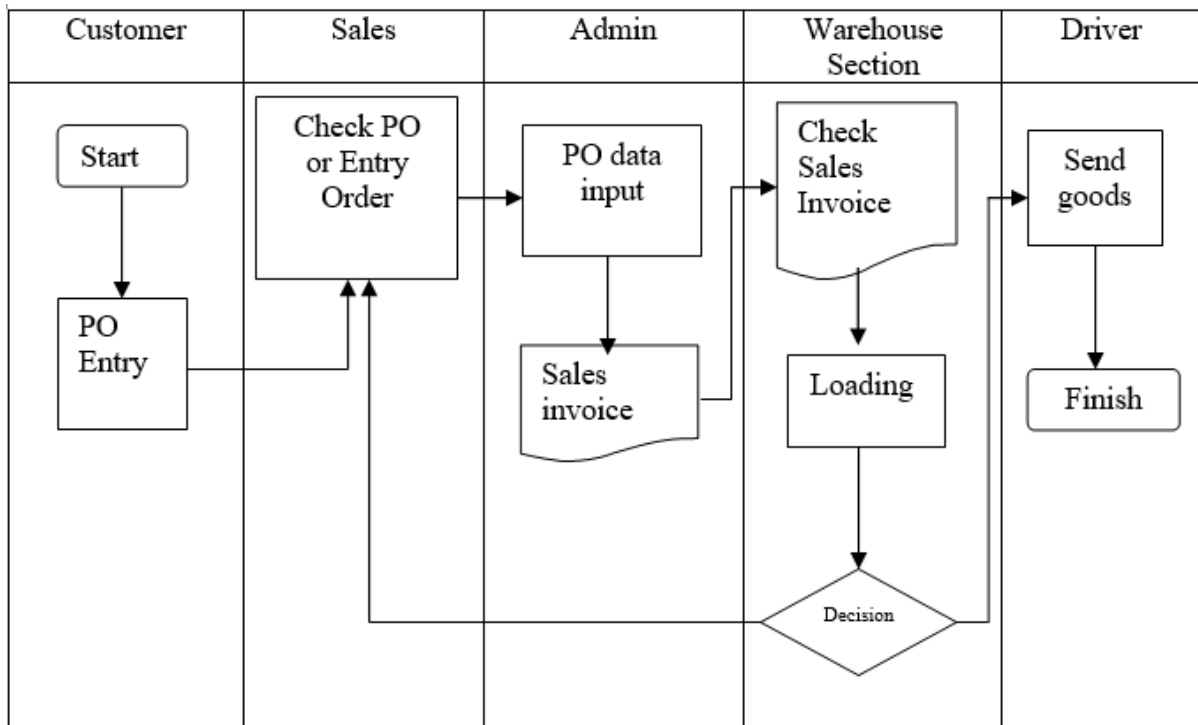 Customer
Sales
Admin
Warehouse
Section
Driver
Start
PO
Entry
Check PO
or Entry
Order
PO data
input
Sales
invoice
Check
Sales
Invoice
Loading
Decision
Send
goods
Finish